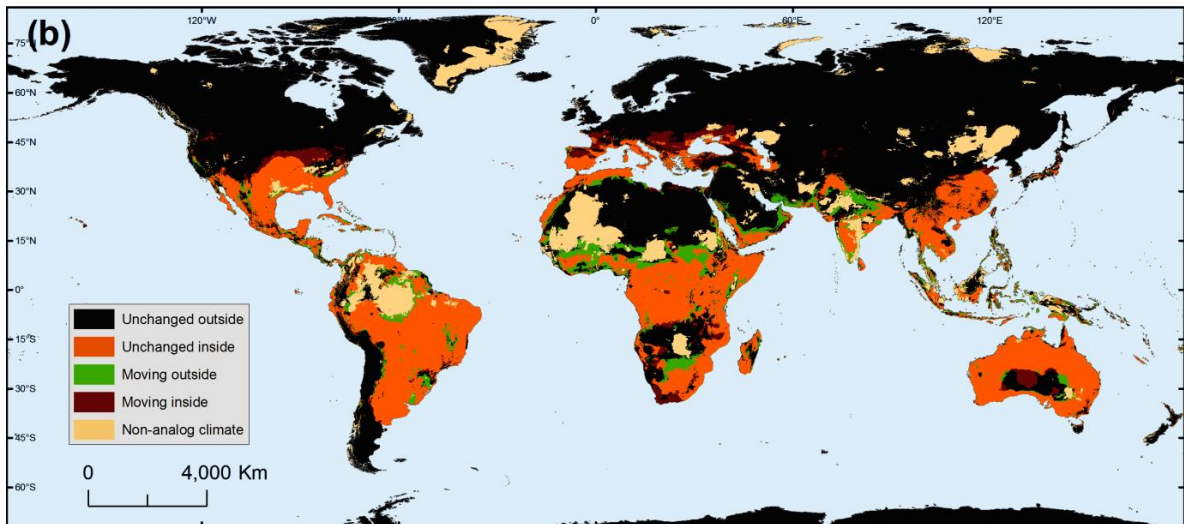 (b)
120°W 60°W 0° 60°E 120°E
75°N
60°N
45°N
30°N
15°N
0°
15°S
30°S
45°S
60°S
Unchanged outside
Unchanged inside
Moving outside
Moving inside
Non-analog climate
0 4,000 Km